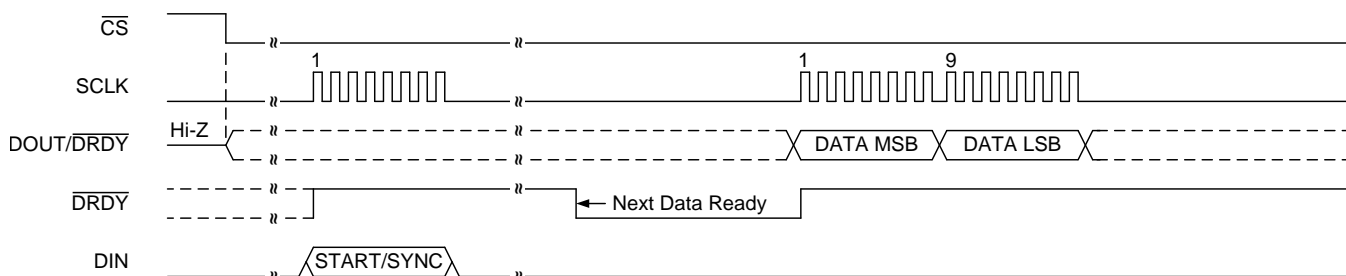 CS
1 1 9
SCLK
Hi-Z
DOUT/DRDY DATA MSB DATA LSB
DRDY Next Data Ready
DIN START/SYNC